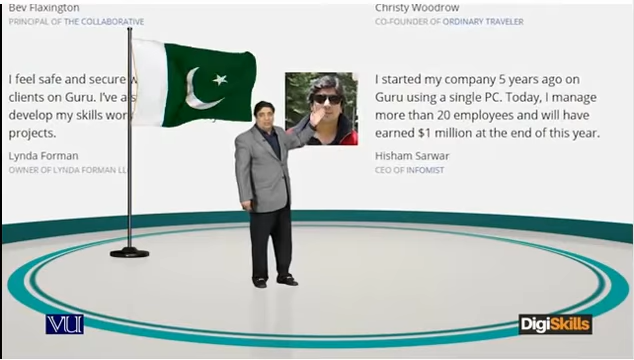 Bev Flaxington
PRINCIPAL OF THE COLLABORATIVE
Christy Woodrow
CO-FOUNDER OF ORDINARY TRAVELER
I feel safe and secure w
clients on Guru. I've a
develop my skills wor
projects.
Lynda Forman
OWNER OF LYNDA FORMAN LL
I started my company 5 years ago on
Guru using a single PC. Today, I manage
more than 20 employees and will have
earned $1 million at the end of this year.
Hisham Sarwar
CEO OF INFOMIST
VU
DigiSkills